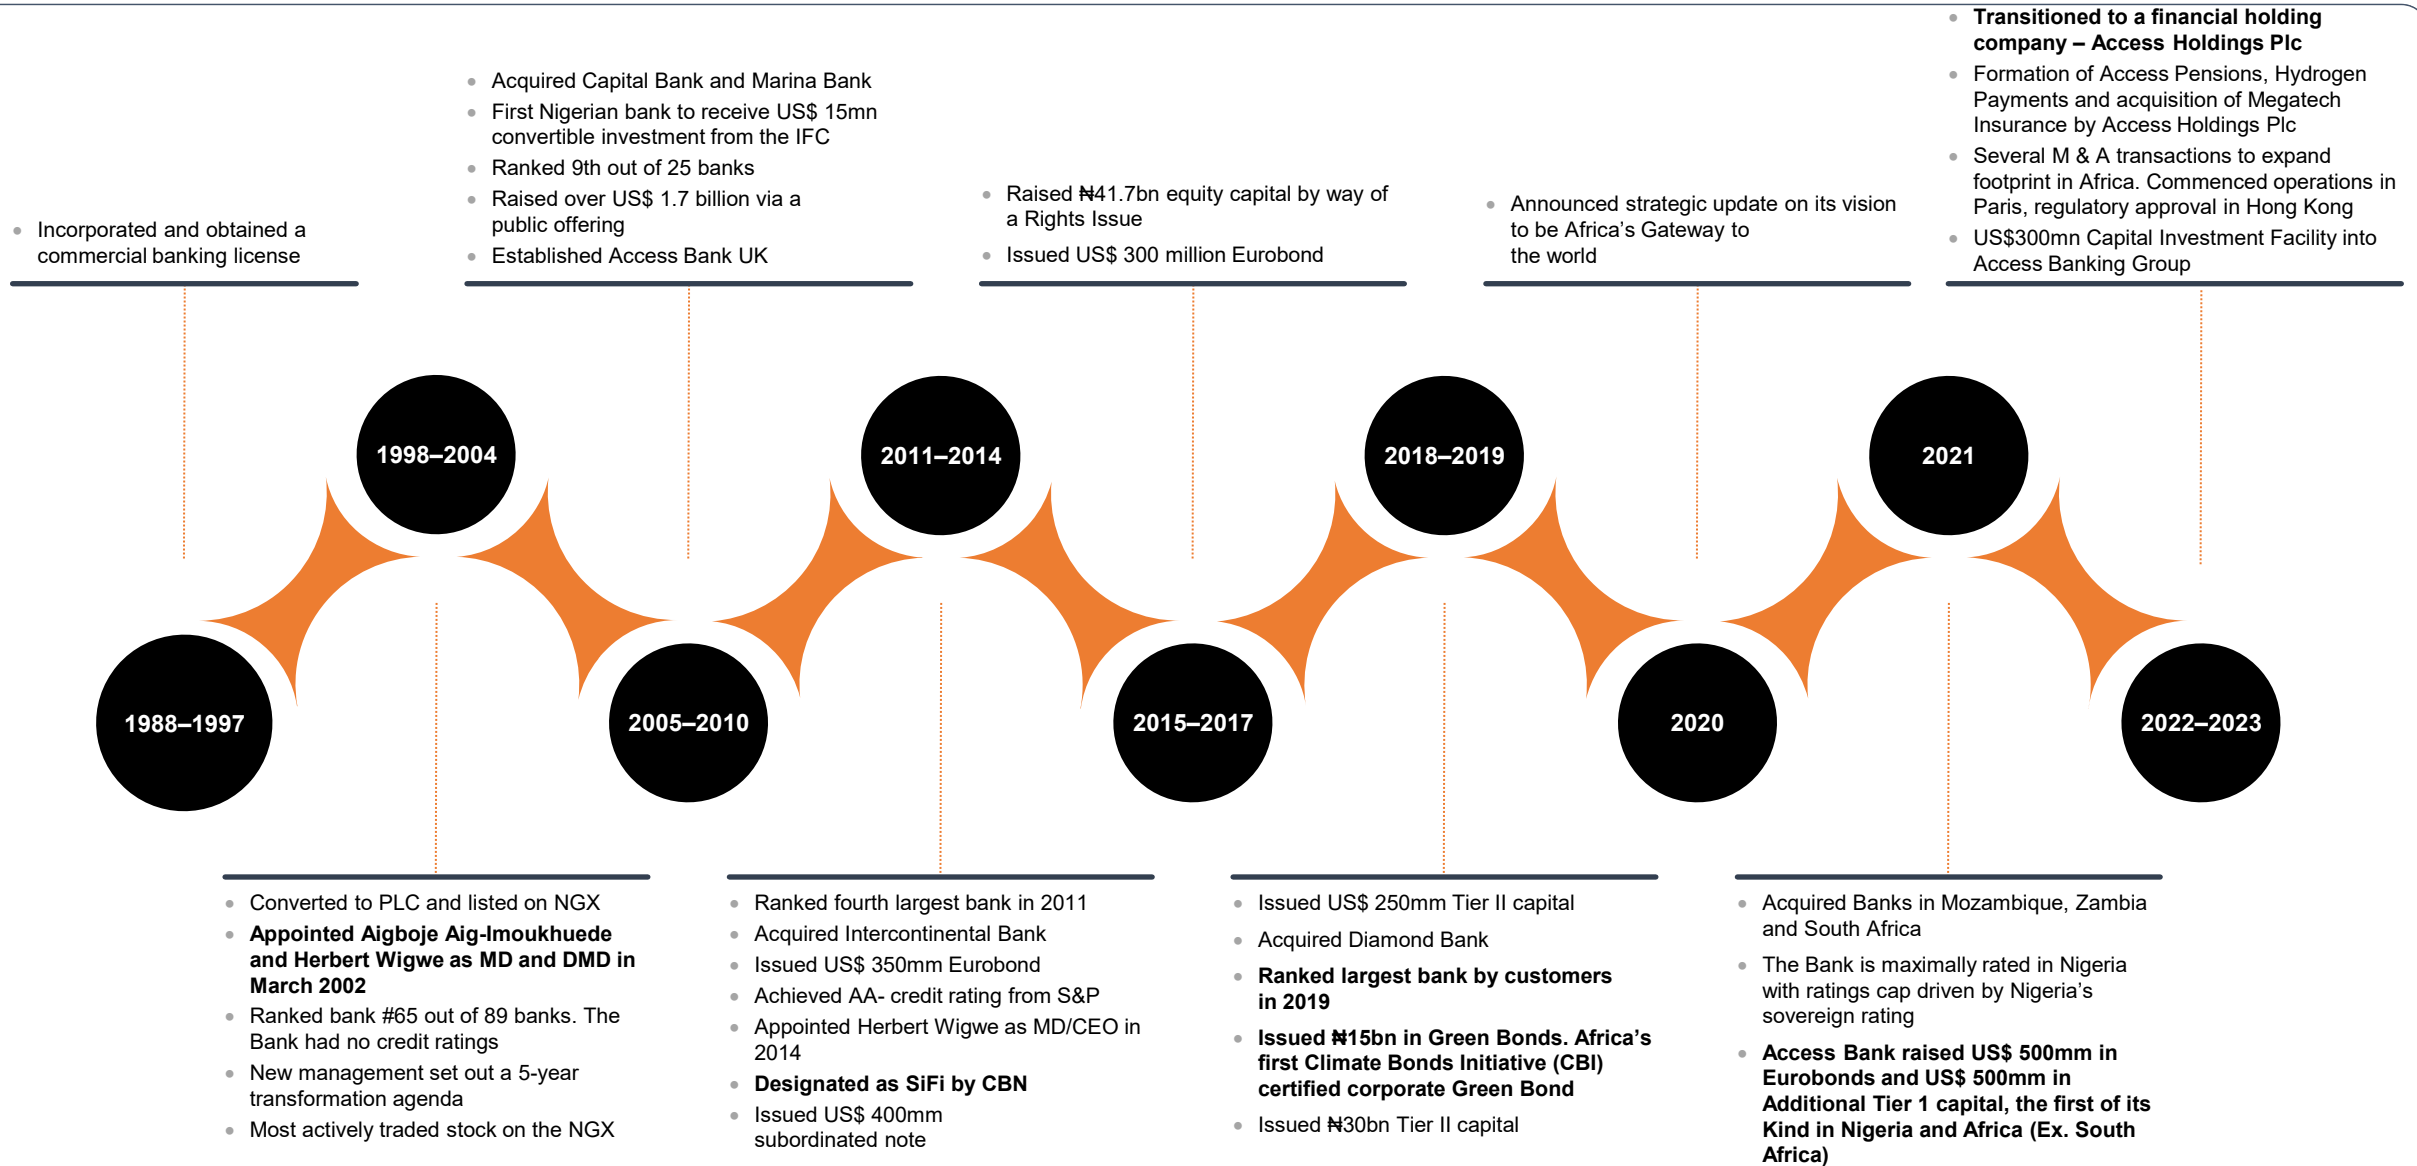 Incorporated and obtained a
commercial banking license
Acquired Capital Bank and Marina Bank
First Nigerian bank to receive US$ 15mn
convertible investment from the IFC
Ranked 9th out of 25 banks
Raised over US$ 1.7 billion via a
public offering
Established Access Bank UK
Raised ₦41.7bn equity capital by way of
a Rights Issue
Issued US$ 300 million Eurobond
Announced strategic update on its vision
to be Africa’s Gateway to
the world
Transitioned to a financial holding
company – Access Holdings Plc
Formation of Access Pensions, Hydrogen
Payments and acquisition of Megatech
Insurance by Access Holdings Plc
Several M & A transactions to expand
footprint in Africa. Commenced operations in
Paris, regulatory approval in Hong Kong
US$300mn Capital Investment Facility into
Access Banking Group
1998–2004
2011–2014
2018–2019
2021
1988–1997
2005–2010
2015–2017
2020
2022–2023
Converted to PLC and listed on NGX
Appointed Aigboje Aig-Imoukhuede
and Herbert Wigwe as MD and DMD in
March 2002
Ranked bank #65 out of 89 banks. The
Bank had no credit ratings
New management set out a 5-year
transformation agenda
Most actively traded stock on the NGX
Ranked fourth largest bank in 2011
Acquired Intercontinental Bank
Issued US$ 350mm Eurobond
Achieved AA- credit rating from S&P
Appointed Herbert Wigwe as MD/CEO in
2014
Designated as SiFi by CBN
Issued US$ 400mm
subordinated note
Issued US$ 250mm Tier II capital
Acquired Diamond Bank
Ranked largest bank by customers
in 2019
Issued ₦15bn in Green Bonds. Africa’s
first Climate Bonds Initiative (CBI)
certified corporate Green Bond
Issued ₦30bn Tier II capital
Acquired Banks in Mozambique, Zambia
and South Africa
The Bank is maximally rated in Nigeria
with ratings cap driven by Nigeria’s
sovereign rating
Access Bank raised US$ 500mm in
Eurobonds and US$ 500mm in
Additional Tier 1 capital, the first of its
Kind in Nigeria and Africa (Ex. South
Africa)